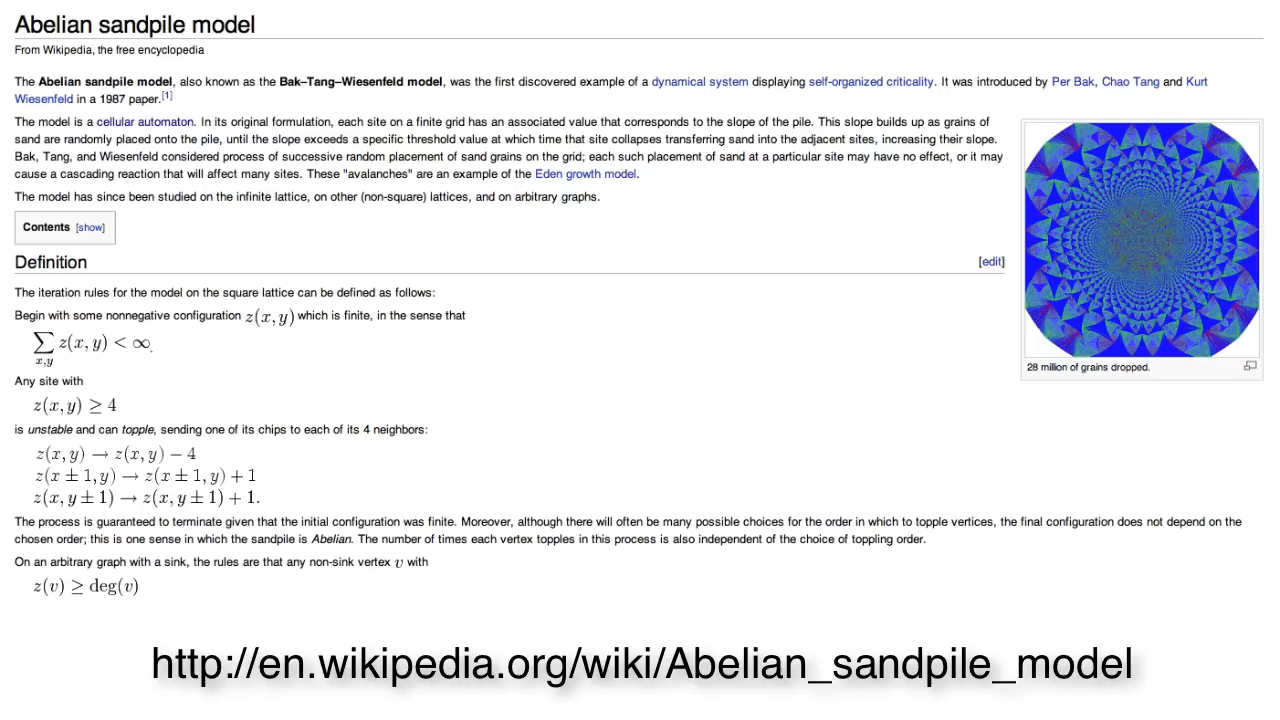 Abelian sandpile model
From Wikipedia, the free encyclopedia
The Abelian sandpile model, also known as the Bak–Tang–Wiesenfeld model, was the first discovered example of a dynamical system displaying self-organized criticality. It was introduced by Per Bak, Chao Tang and Kurt
Wiesenfeld in a 1987 paper.[1]
The model is a cellular automaton. In its original formulation, each site on a finite grid has an associated value that corresponds to the slope of the pile. This slope builds up as grains of
sand are randomly placed onto the pile, until the slope exceeds a specific threshold value at which time that site collapses transferring sand into the adjacent sites, increasing their slope.
Bak, Tang, and Wiesenfeld considered process of successive random placement of sand grains on the grid; each such placement of sand at a particular site may have no effect, or it may
cause a cascading reaction that will affect many sites. These "avalanches" are an example of the Eden growth model.
The model has since been studied on the infinite lattice, on other (non-square) lattices, and on arbitrary graphs.
Contents [show]
Definition [edit]
The iteration rules for the model on the square lattice can be defined as follows:
Begin with some nonnegative configuration z(x, y) which is finite, in the sense that
∑ z(x, y) < ∞.
x,y
Any site with
z(x, y) ≥ 4
is unstable and can topple, sending one of its chips to each of its 4 neighbors:
z(x, y) → z(x, y) − 4
z(x ± 1, y) → z(x ± 1, y) + 1
z(x, y ± 1) → z(x, y ± 1) + 1.
The process is guaranteed to terminate given that the initial configuration was finite. Moreover, although there will often be many possible choices for the order in which to topple vertices, the final configuration does not depend on the
chosen order; this is one sense in which the sandpile is Abelian. The number of times each vertex topples in this process is also independent of the choice of toppling order.
On an arbitrary graph with a sink, the rules are that any non-sink vertex v with
z(v) ≥ deg(v)
28 million of grains dropped.
http://en.wikipedia.org/wiki/Abelian_sandpile_model